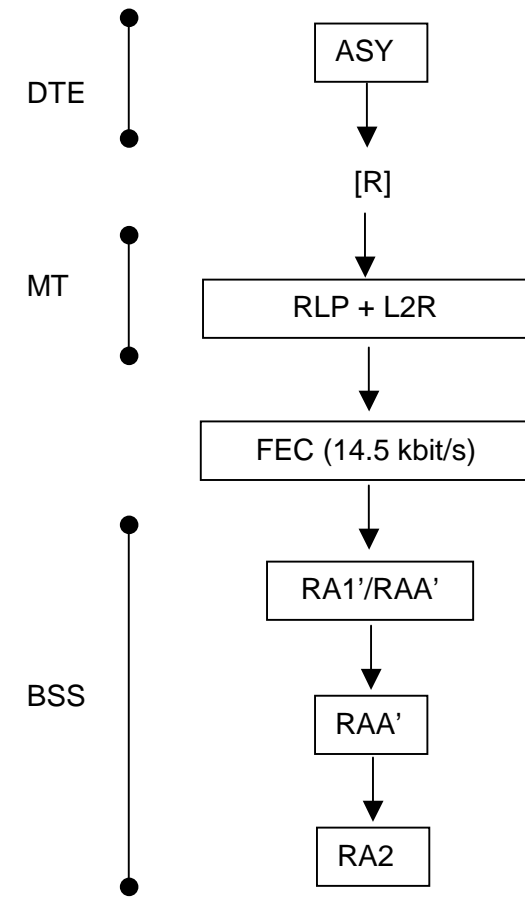 ASY
DTE
[R]
MT
RLP + L2R
FEC (14.5 kbit/s)
RA1’/RAA’
BSS
RAA’
RA2